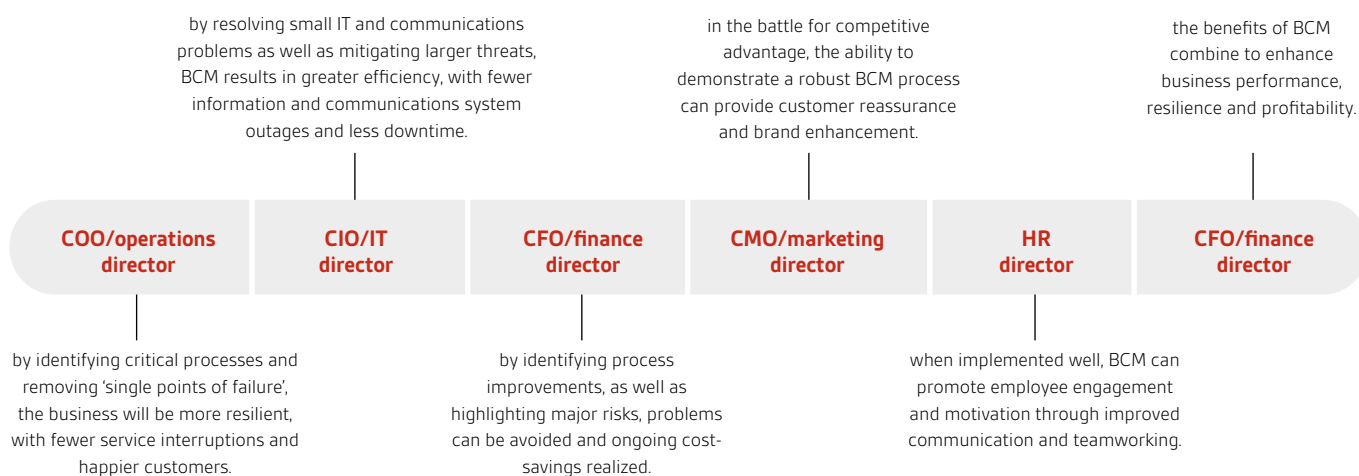 by resolving small IT and communications
problems as well as mitigating larger threats,
BCM results in greater efficiency, with fewer
information and communications system
outages and less downtime.
in the battle for competitive
advantage, the ability to
demonstrate a robust BCM process
can provide customer reassurance
and brand enhancement.
the benefits of BCM
combine to enhance
business performance,
resilience and profitability.
COO/operations
director
CIO/IT
director
CFO/finance
director
CMO/marketing
director
HR
director
CFO/finance
director
by identifying critical processes and
removing ‘single points of failure’,
the business will be more resilient,
with fewer service interruptions and
happier customers.
by identifying process
improvements, as well as
highlighting major risks, problems
can be avoided and ongoing cost-
savings realized.
when implemented well, BCM can
promote employee engagement
and motivation through improved
communication and teamworking.